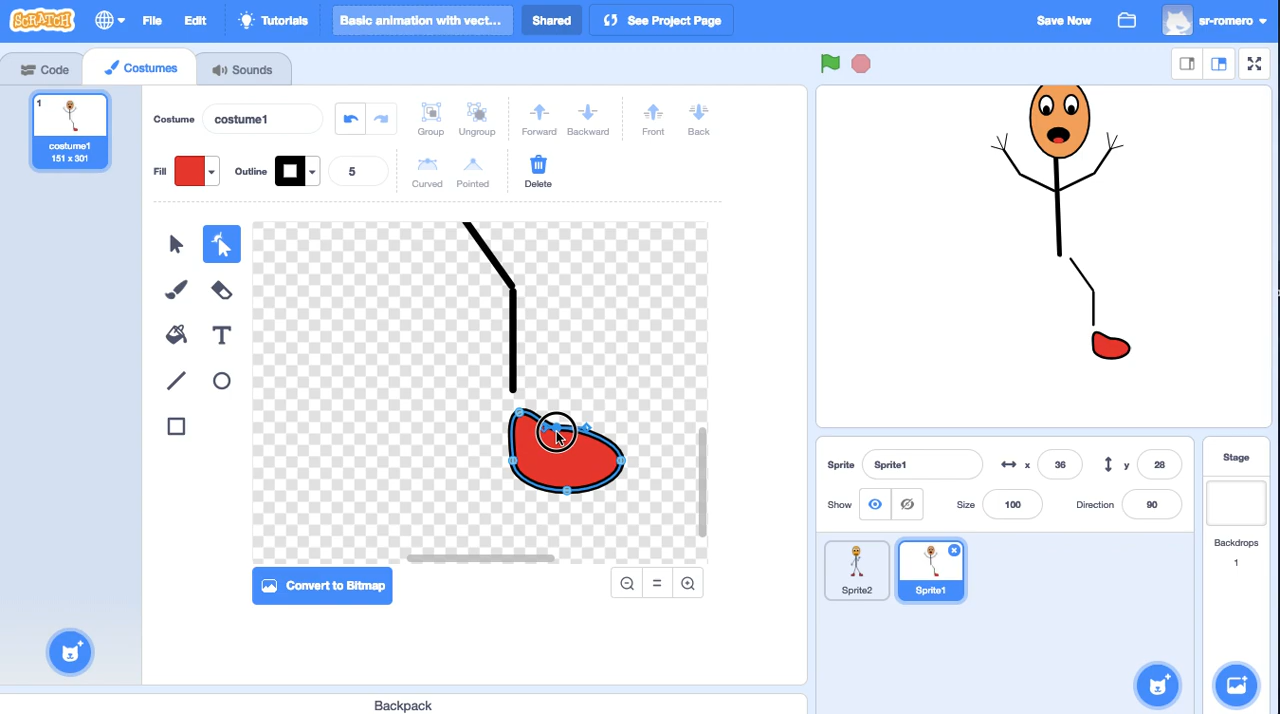 SCRATCH File Edit Tutorials Basic animation with vect... Shared See Project Page Save Now sr-romero
Code Costumes Sounds
1
costume1
151 x 301
Costume costume1 Group Ungroup Forward Backward Front Back
Fill Outline 5 Curved Pointed Delete
T
Convert to Bitmap
Backpack
Sprite Sprite1 x 36 y 28
Show Size 100 Direction 90
Sprite2 Sprite1
Stage
Backdrops
1